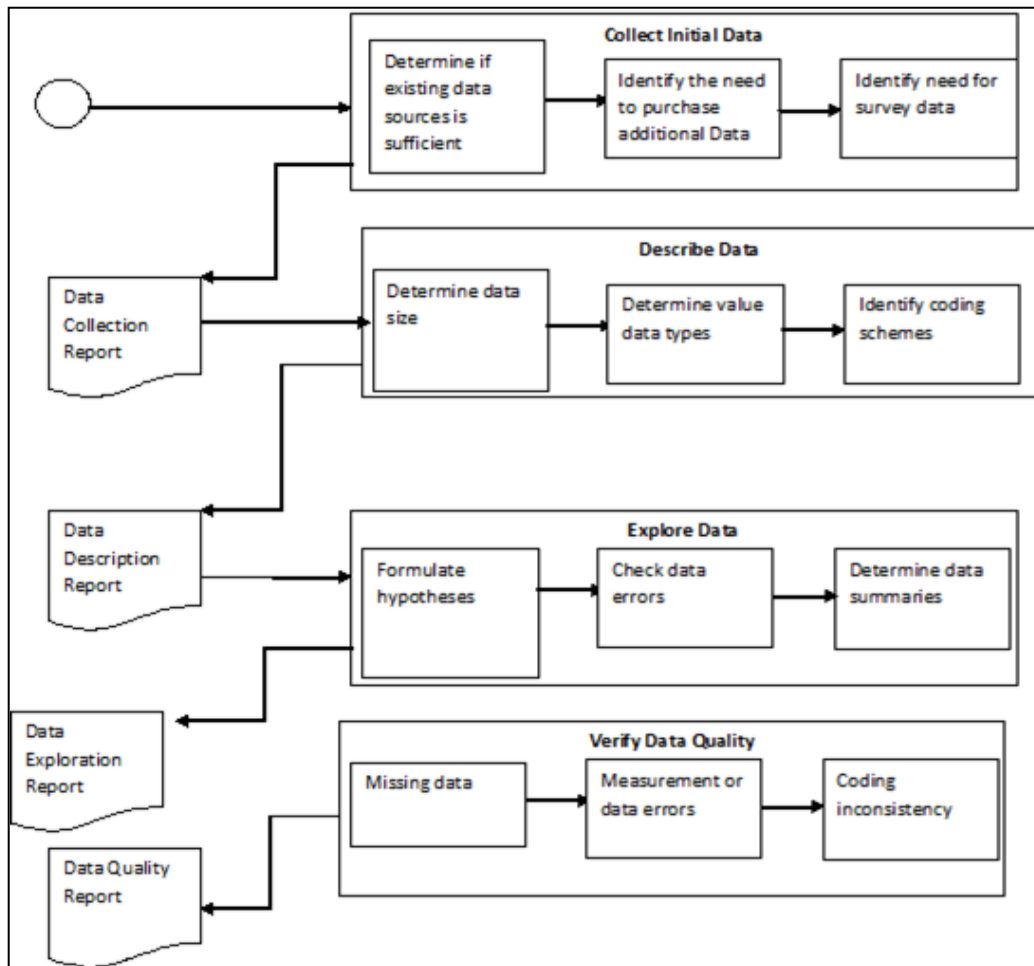 Collect Initial Data
Determine if
existing data
sources is
sufficient
Identify the need
to purchase
additional Data
Identify need for
survey data
Data
Collection
Report
Describe Data
Determine data
size
Determine value
data types
Identify coding
schemes
Data
Description
Report
Explore Data
Formulate
hypotheses
Check data
errors
Determine data
summaries
Data
Exploration
Report
Verify Data Quality
Missing data
Measurement or
data errors
Coding
inconsistency
Data Quality
Report